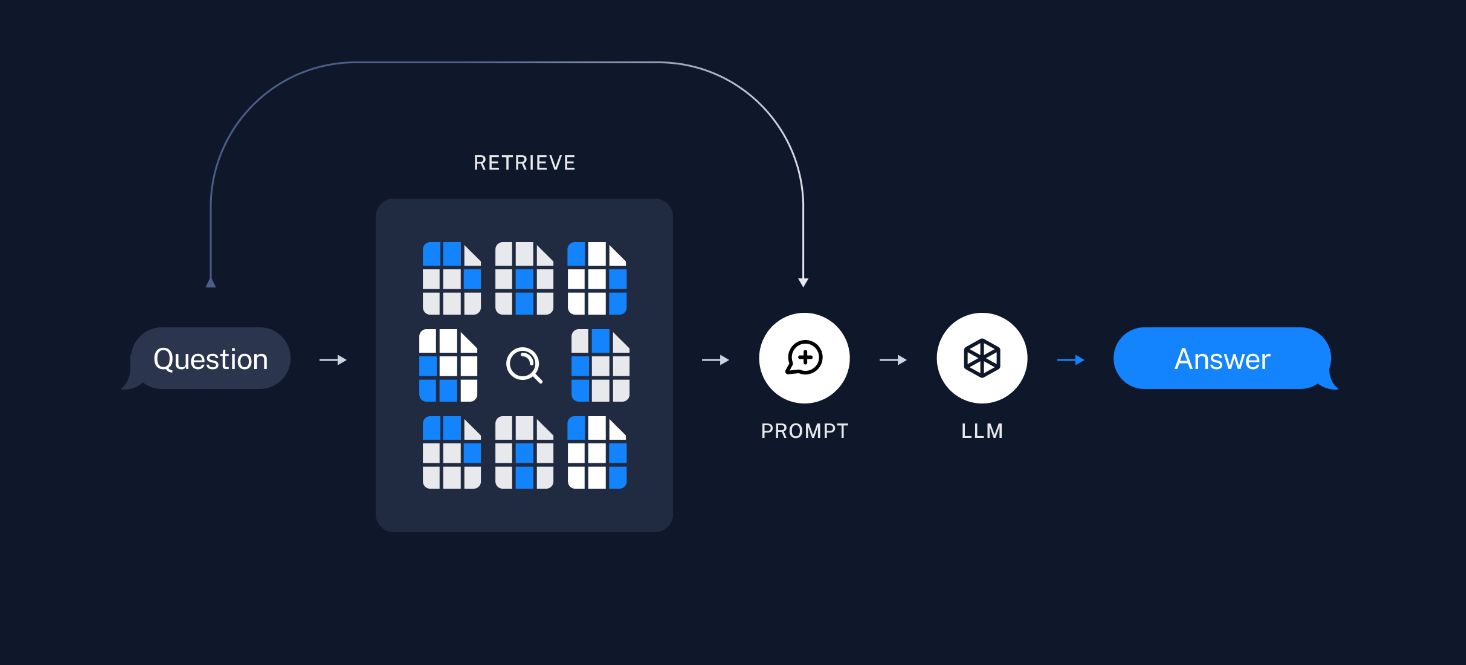 RETRIEVE
Question
Answer
PROMPT
LLM